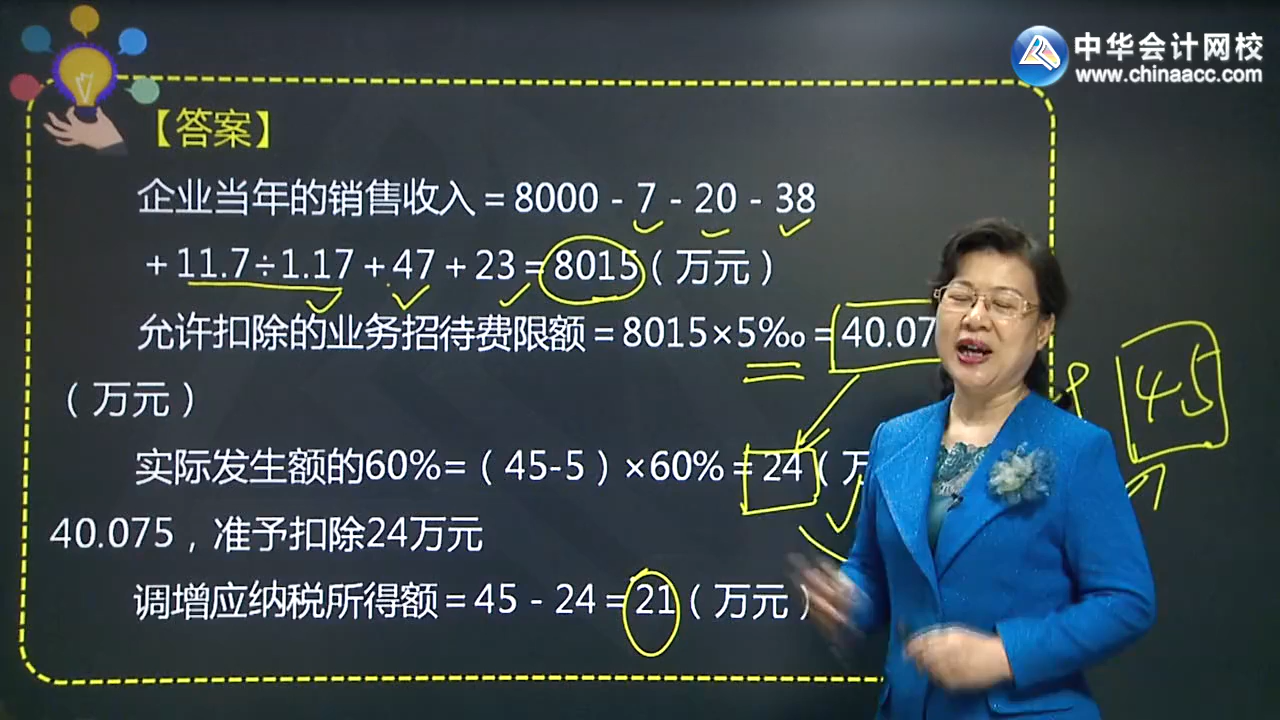 中华会计网校
www.chinaacc.com
【答案】
企业当年的销售收入＝8000－7－20－38
＋11.7÷1.17＋47＋23＝8015（万元）
允许扣除的业务招待费限额＝8015×5‰＝40.07
（万元）
45
实际发生额的60%=（45-5）×60%＝24（万
40.075，准予扣除24万元
调增应纳税所得额＝45－24＝21（万元）